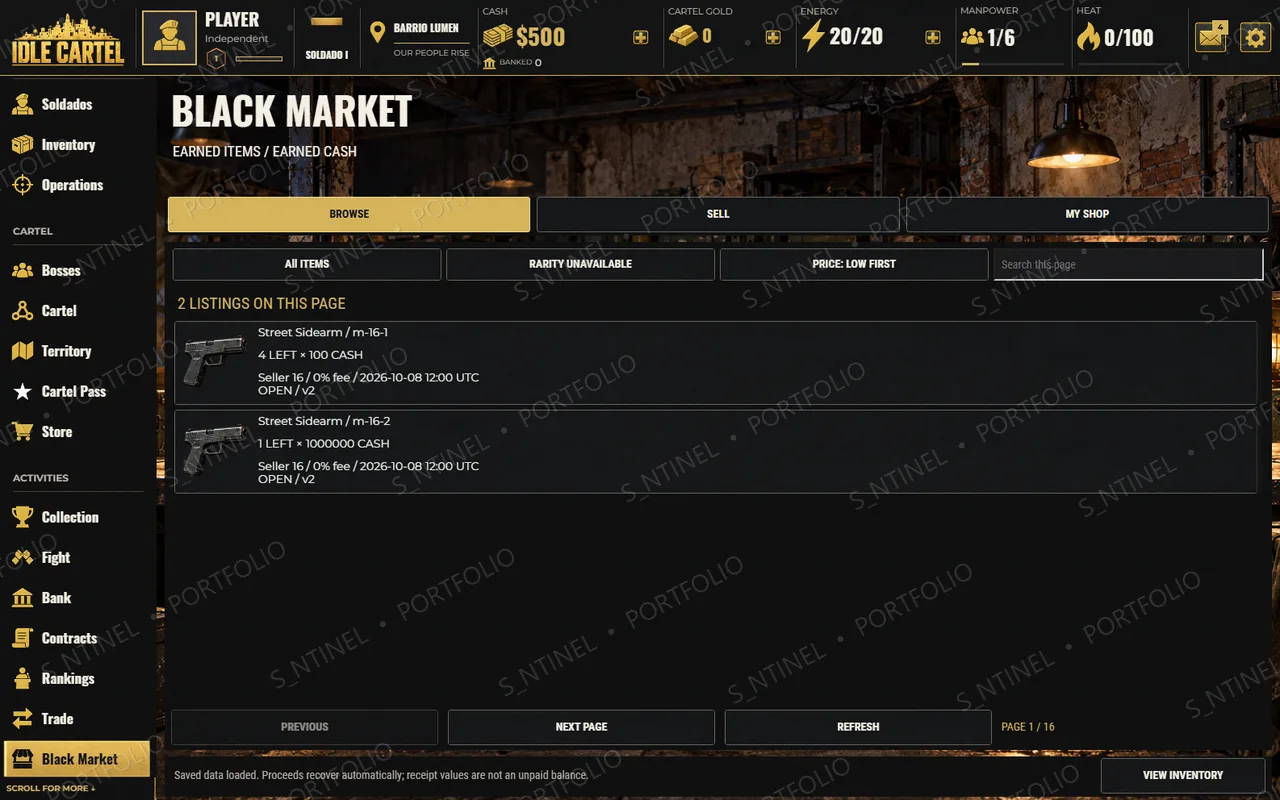 IDLE CARTEL
PLAYER
Independent
1
SOLDADO I
BARRIO LUMEN
OUR PEOPLE RISE
CASH
$500
BANKED 0
CARTEL GOLD
0
ENERGY
20/20
MANPOWER
1/6
HEAT
0/100
4
Soldados
Inventory
Operations
CARTEL
Bosses
Cartel
Territory
Cartel Pass
Store
ACTIVITIES
Collection
Fight
Bank
Contracts
Rankings
Trade
Black Market
SCROLL FOR MORE ↓
BLACK MARKET
EARNED ITEMS / EARNED CASH
BROWSE
SELL
MY SHOP
All ITEMS
RARITY UNAVAILABLE
PRICE: LOW FIRST
Search this page
2 LISTINGS ON THIS PAGE
Street Sidearm / m-16-1
4 LEFT × 100 CASH
Seller 16 / 0% fee / 2026-10-08 12:00 UTC
OPEN / v2
Street Sidearm / m-16-2
1 LEFT × 1000000 CASH
Seller 16 / 0% fee / 2026-10-08 12:00 UTC
OPEN / v2
PREVIOUS
NEXT PAGE
REFRESH
PAGE 1 / 16
Saved data loaded. Proceeds recover automatically; receipt values are not an unpaid balance.
VIEW INVENTORY
S_NTINEL • PORTFOLIO